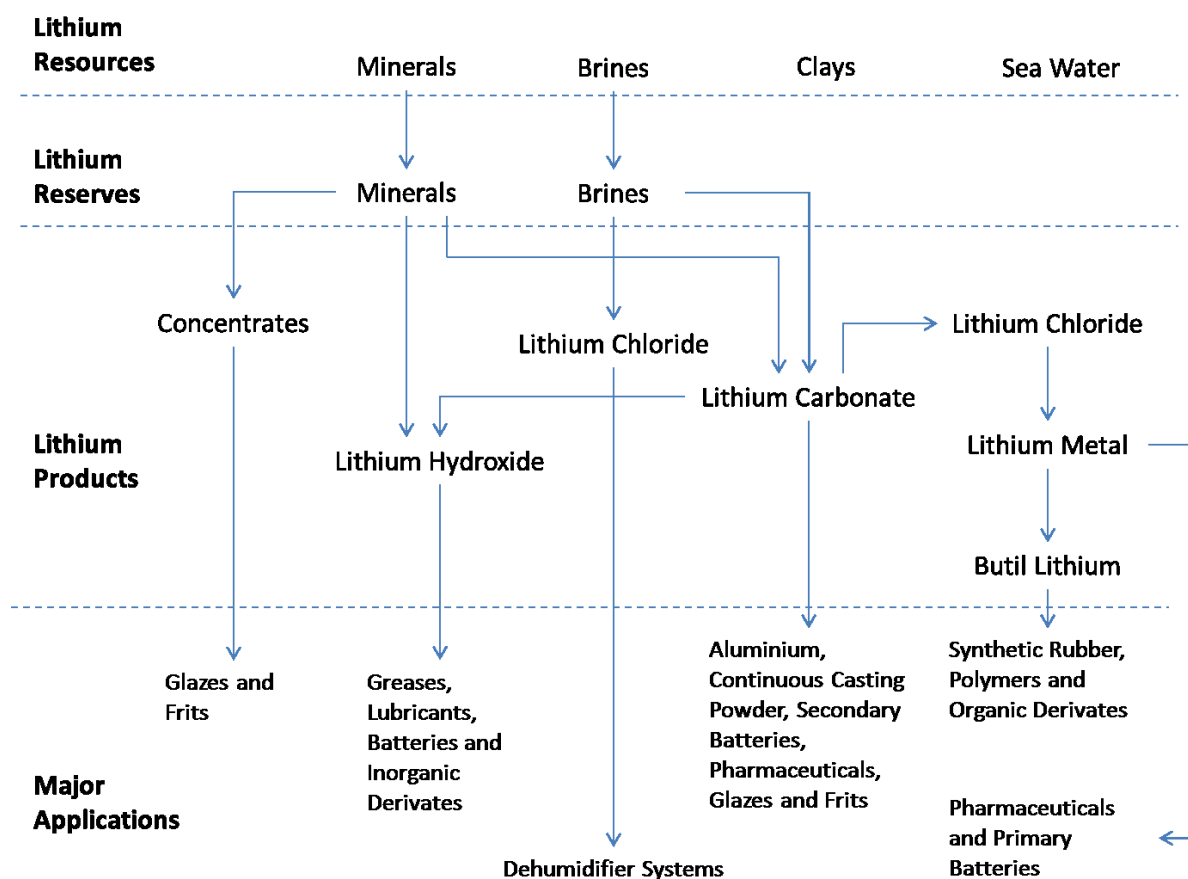 Lithium
Resources
Minerals
Brines
Clays
Sea Water
Lithium
Reserves
Minerals
Brines
Concentrates
Lithium Chloride
Lithium Chloride
Lithium Carbonate
Lithium
Products
Lithium Hydroxide
Lithium Metal
Butil Lithium
Major
Applications
Glazes and
Frits
Greases,
Lubricants,
Batteries and
Inorganic
Derivates
Dehumidifier Systems
Aluminium,
Continuous Casting
Powder, Secondary
Batteries,
Pharmaceuticals,
Glazes and Frits
Synthetic Rubber,
Polymers and
Organic Derivates
Pharmaceuticals
and Primary
Batteries